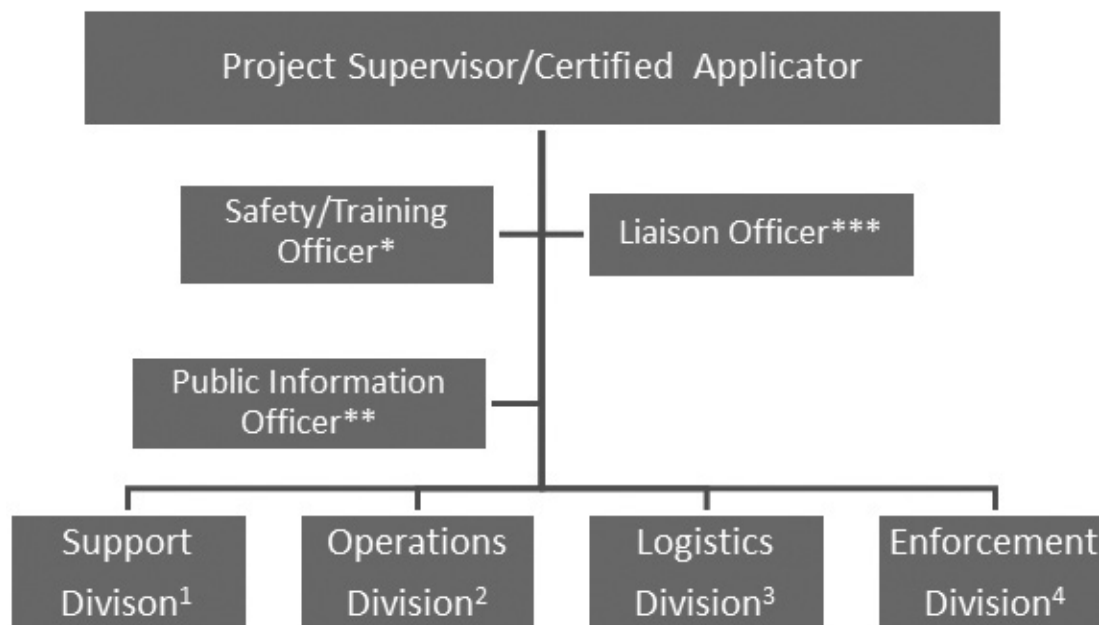 Project Supervisor/Certified Applicator
Safety/Training
Officer*
Liaison Officer***
Public Information
Officer**
Support
Divison¹
Operations
Division²
Logistics
Division³
Enforcement
Division⁴